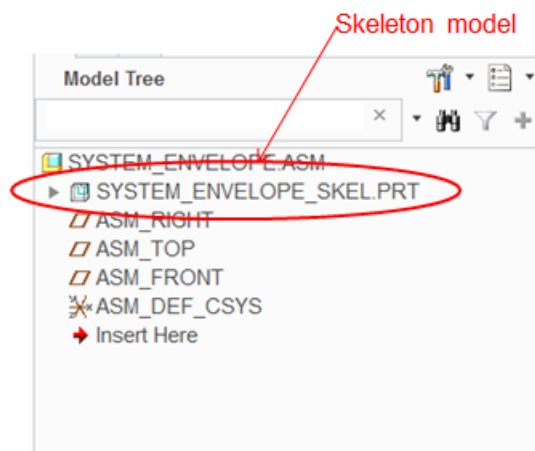 Skeleton model
Model Tree
SYSTEM_ENVELOPE.ASM
SYSTEM_ENVELOPE_SKEL.PRT
ASM_RIGHT
ASM_TOP
ASM_FRONT
ASM_DEF_CSYS
Insert Here